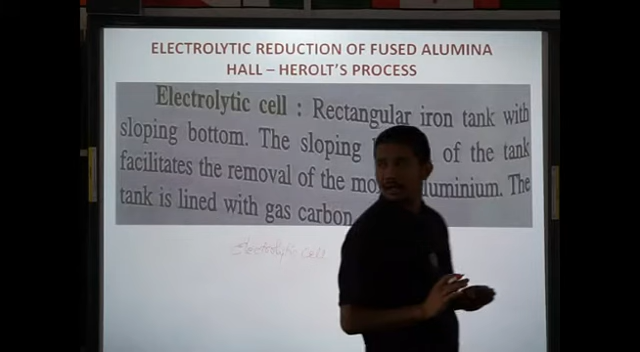 ELECTROLYTIC REDUCTION OF FUSED ALUMINA
HALL – HEROLT'S PROCESS
Electrolytic cell : Rectangular iron tank with
sloping bottom. The sloping of the tank
facilitates the removal of the mo luminium. The
tank is lined with gas carbon
Electrolytic cell